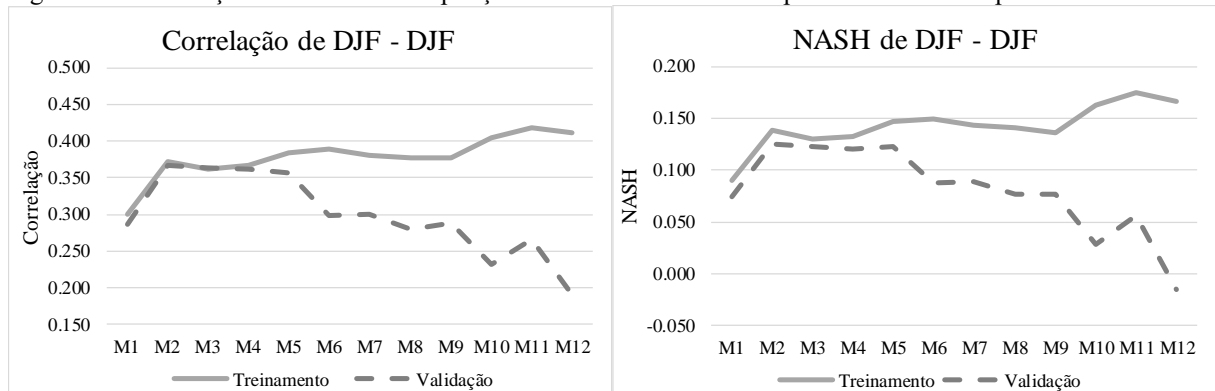 Correlação de DJF - DJF
0.500
0.450
0.400
0.350
0.300
0.250
0.200
0.150
Correlação
M1 M2 M3 M4 M5 M6 M7 M8 M9 M10 M11 M12
Treinamento Validação
NASH de DJF - DJF
0.200
0.150
0.100
0.050
0.000
-0.050
NASH
M1 M2 M3 M4 M5 M6 M7 M8 M9 M10 M11 M12
Treinamento Validação